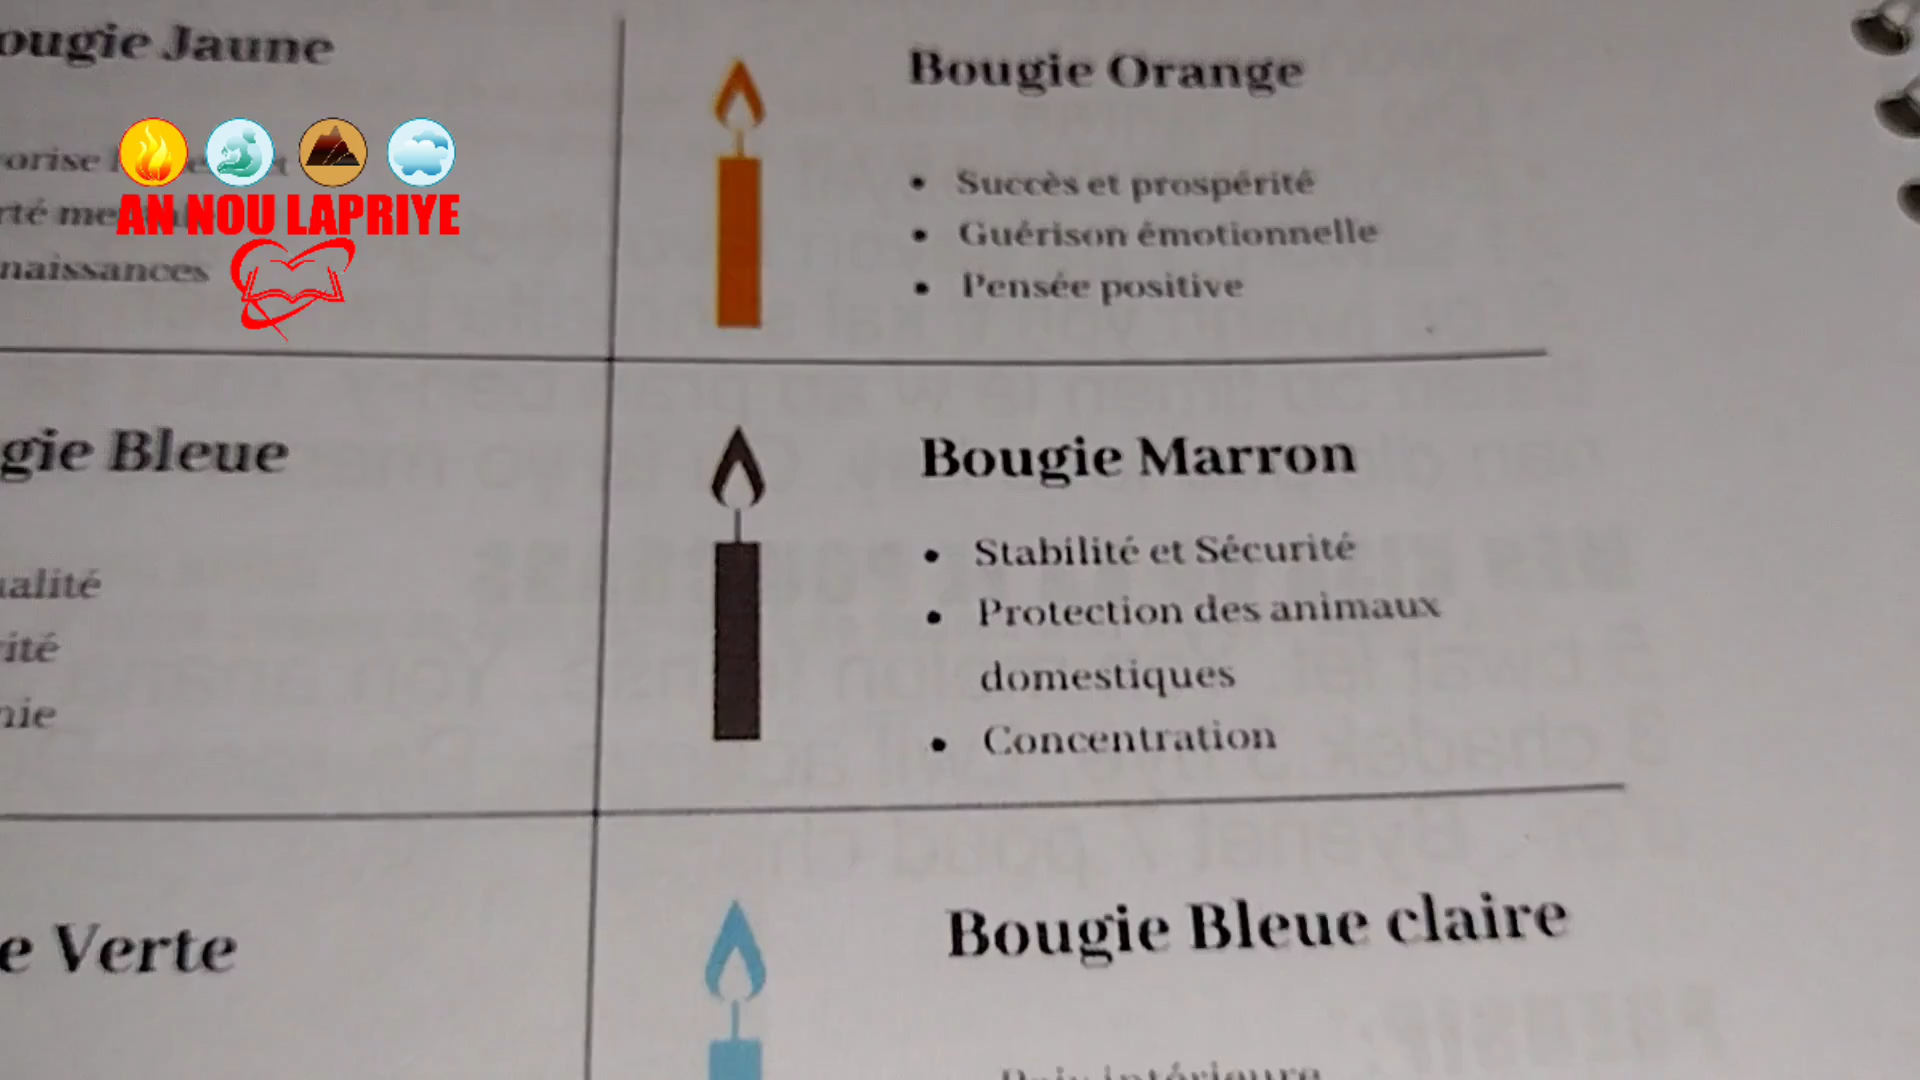 Bougie Jaune
AN NOU LAPRIYE
naissances
Bougie Orange
• Succès et prospérité
• Guérison émotionnelle
• Pensée positive
gie Bleue
alité
ité
nie
Bougie Marron
• Stabilité et Sécurité
• Protection des animaux
domestiques
• Concentration
e Verte
Bougie Bleue claire